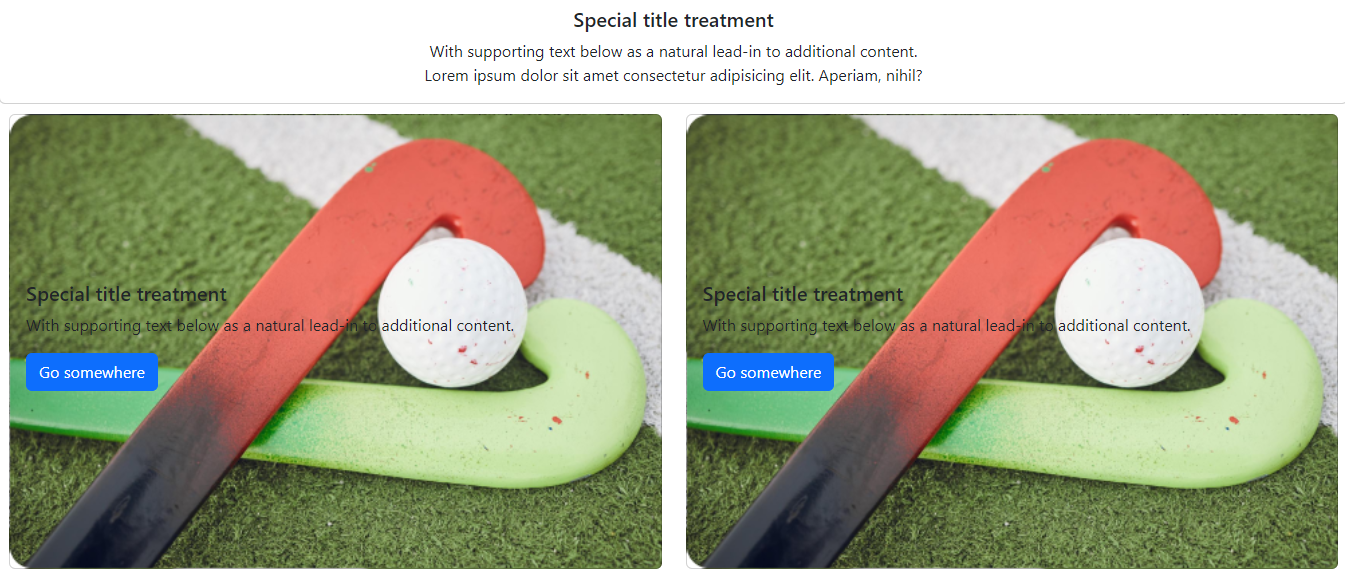 Special title treatment
With supporting text below as a natural lead-in to additional content.
Lorem ipsum dolor sit amet consectetur adipisicing elit. Aperiam, nihil?
Special title treatment
With supporting text below as a natural lead-in to additional content.
Go somewhere
Special title treatment
With supporting text below as a natural lead-in to additional content.
Go somewhere